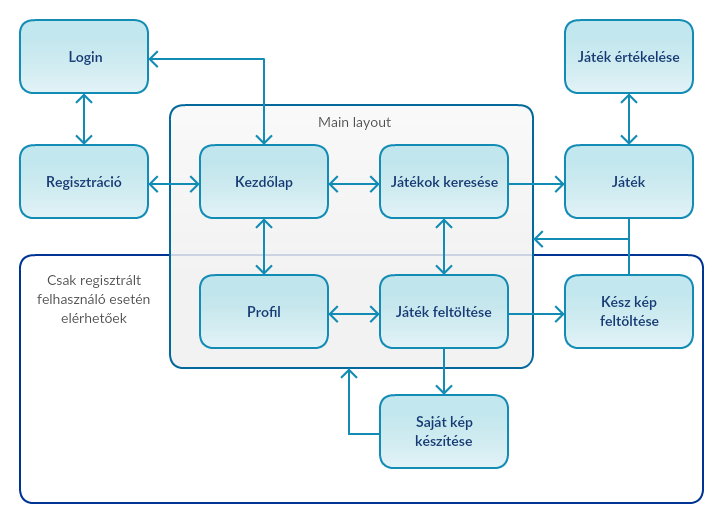 Login
Játék értékelése
Main layout
Regisztráció
Kezdőlap
Játékok keresése
Játék
Csak regisztrált
felhasználó esetén
elérhetőek
Profil
Játék feltöltése
Kész kép
feltöltése
Saját kép
készítése